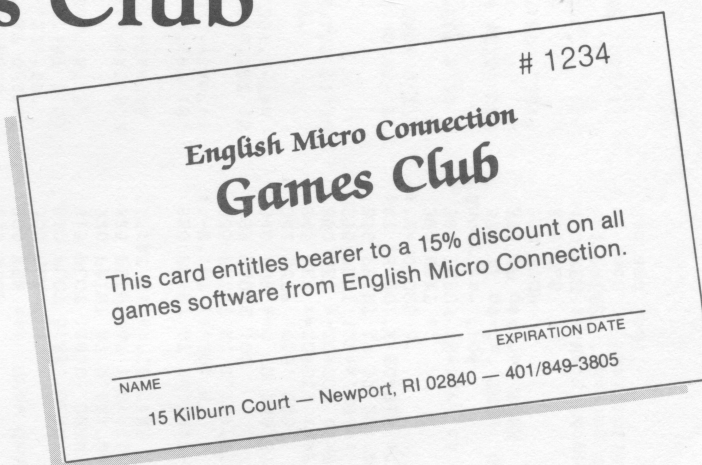 s Club
# 1234
English Micro Connection
Games Club
This card entitles bearer to a 15% discount on all
games software from English Micro Connection.
NAME
EXPIRATION DATE
15 Kilburn Court — Newport, RI 02840 — 401/849-3805